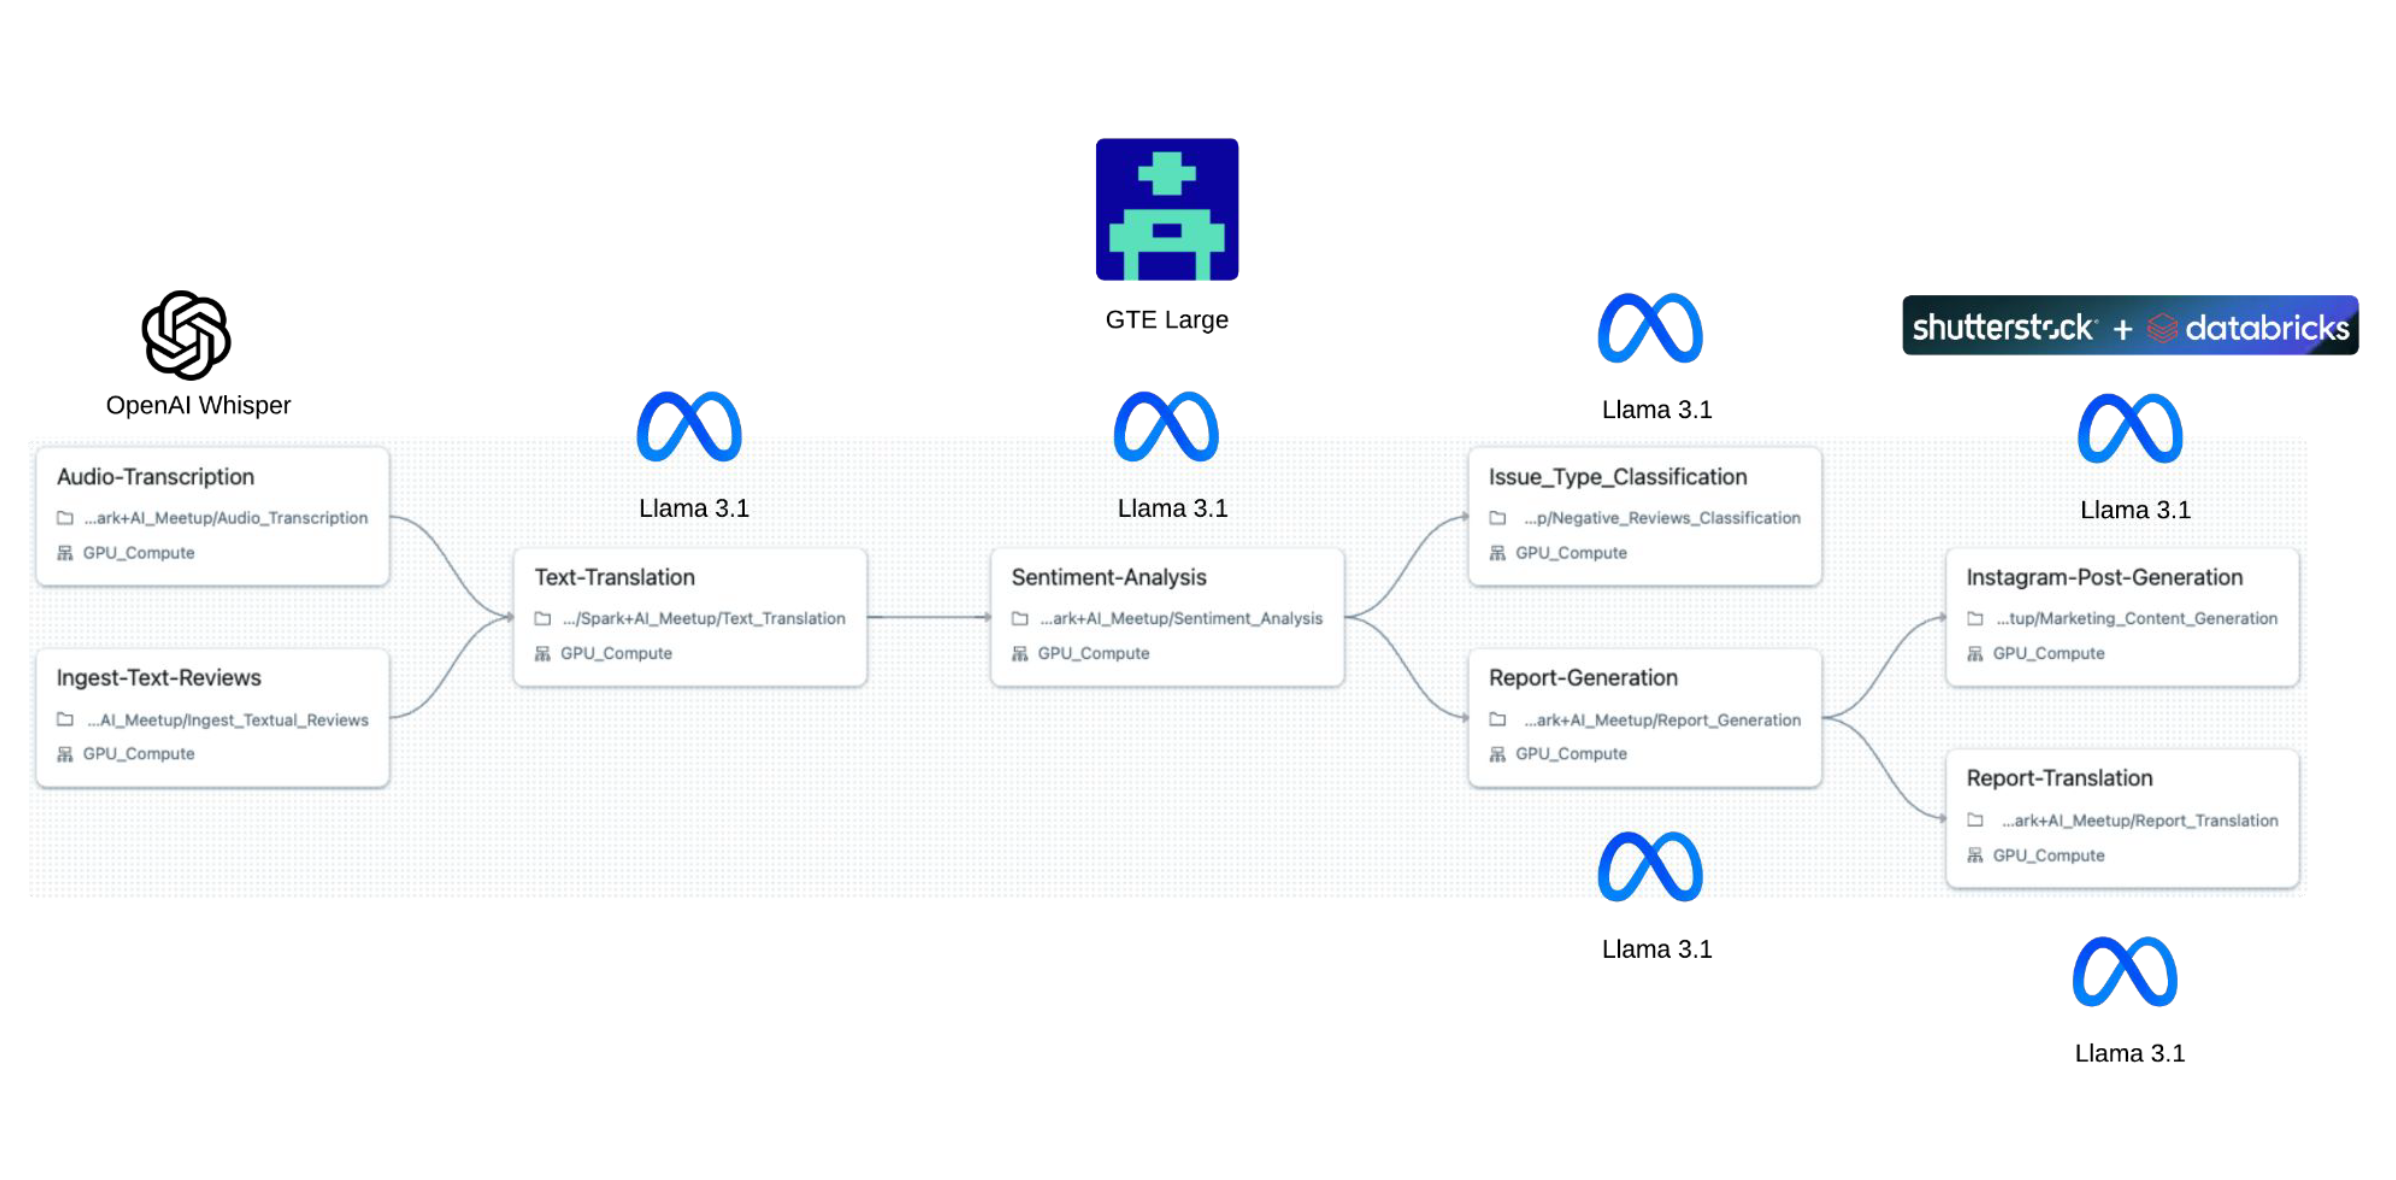 OpenAI Whisper
Audio-Transcription
...ark+AI_Meetup/Audio_Transcription
GPU_Compute
Ingest-Text-Reviews
...AI_Meetup/Ingest_Textual_Reviews
GPU_Compute
Llama 3.1
Text-Translation
.../Spark+AI_Meetup/Text_Translation
GPU_Compute
GTE Large
Llama 3.1
Sentiment-Analysis
...ark+AI_Meetup/Sentiment_Analysis
GPU_Compute
Llama 3.1
Issue_Type_Classification
...p/Negative_Reviews_Classification
GPU_Compute
Report-Generation
...ark+AI_Meetup/Report_Generation
GPU_Compute
Llama 3.1
shutterstock + databricks
Llama 3.1
Instagram-Post-Generation
...tup/Marketing_Content_Generation
GPU_Compute
Report-Translation
...ark+AI_Meetup/Report_Translation
GPU_Compute
Llama 3.1